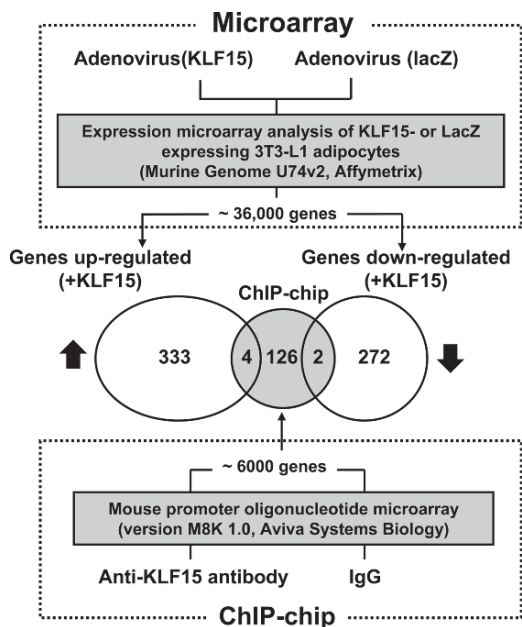 Microarray
Adenovirus(KLF15) Adenovirus (lacZ)
Expression microarray analysis of KLF15- or LacZ
expressing 3T3-L1 adipocytes
(Murine Genome U74v2, Affymetrix)
~ 36,000 genes
Genes up-regulated Genes down-regulated
(+KLF15) (+KLF15)
ChIP-chip
333 4 126 2 272
~ 6000 genes
Mouse promoter oligonucleotide microarray
(version M8K 1.0, Aviva Systems Biology)
Anti-KLF15 antibody IgG
ChIP-chip